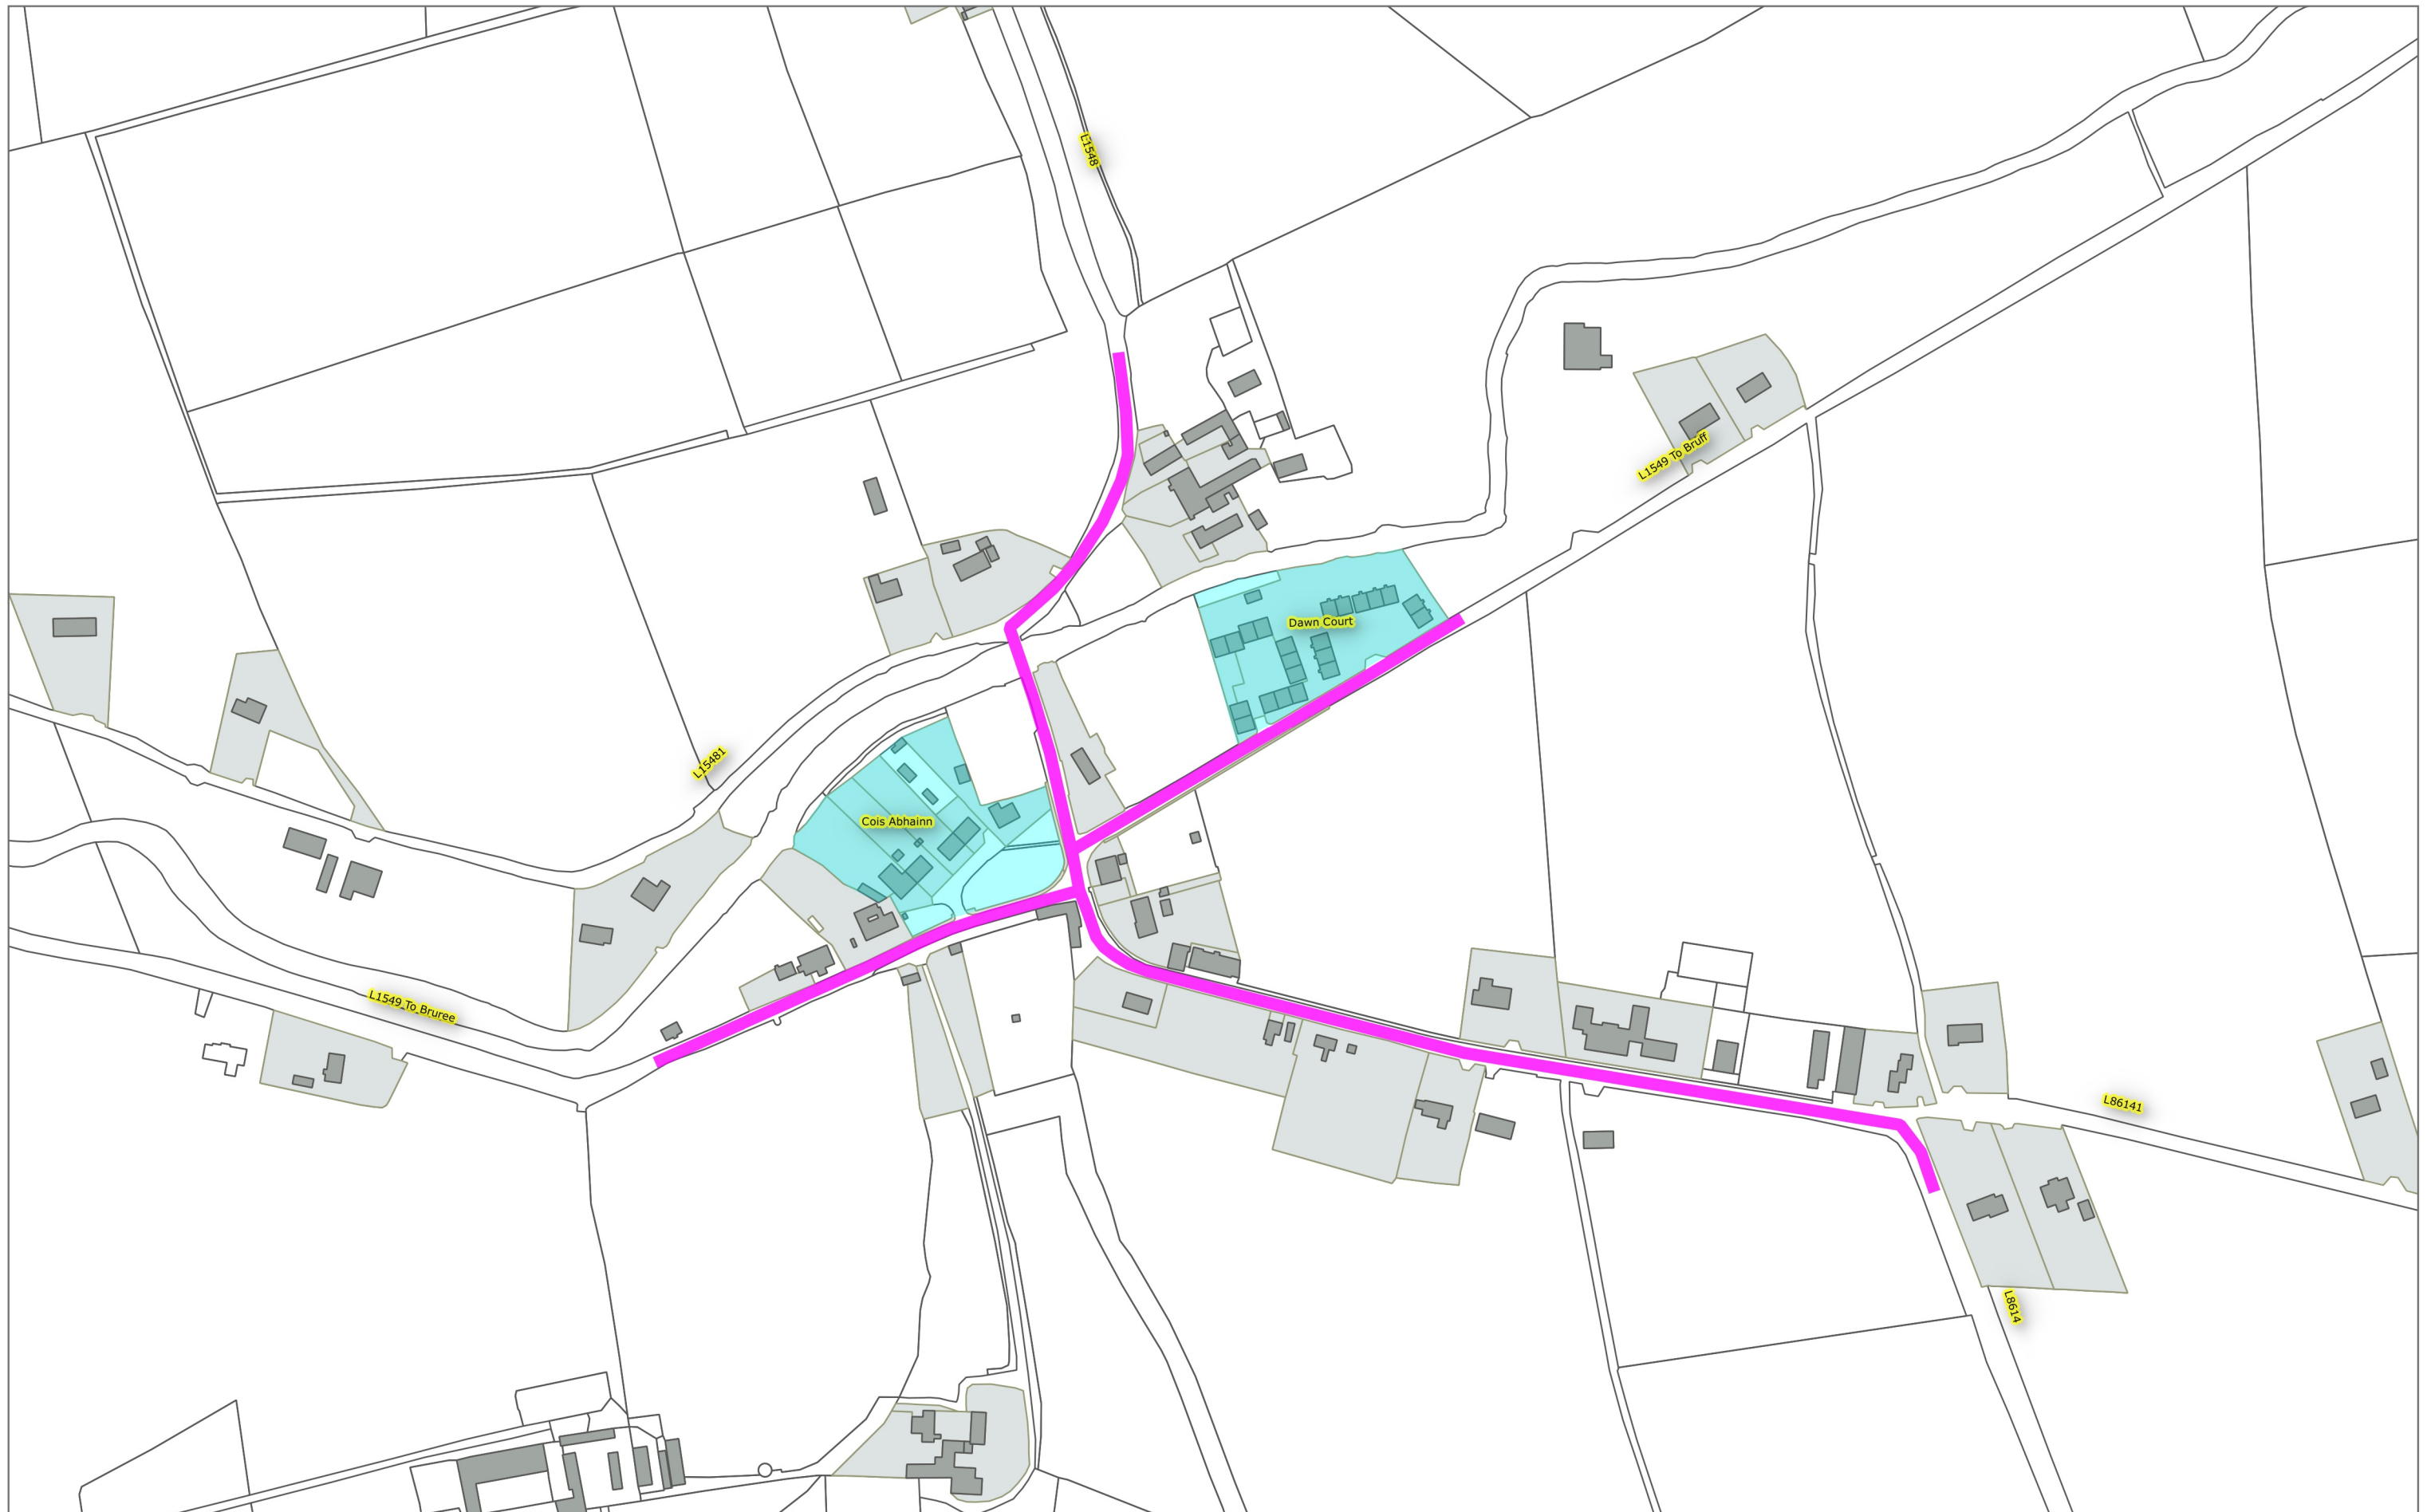 L1548
L1549 To Bruff
Dawn Court
L15481
Cois Abhainn
L1549 To Bruree
L86141
L8614